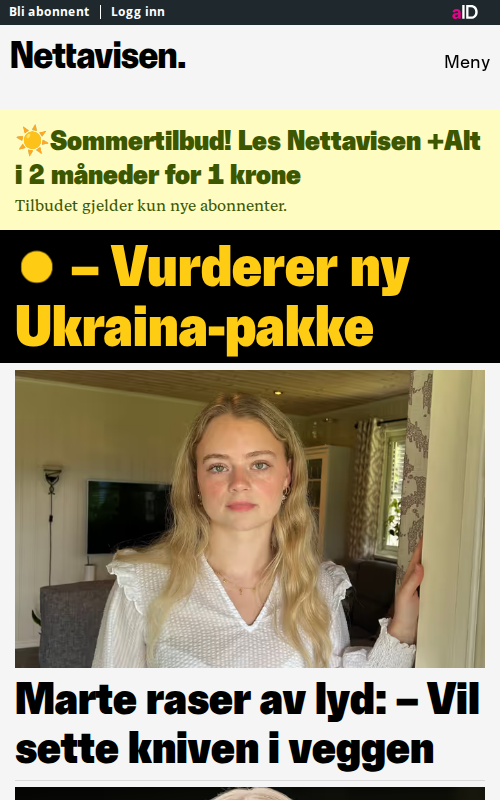 Bli abonnent | Logg inn
aID
Nettavisen.
Meny
☀️Sommertilbud! Les Nettavisen +Alt
i 2 måneder for 1 krone
Tilbudet gjelder kun nye abonnenter.
– Vurderer ny
Ukraina-pakke
Marte raser av lyd: – Vil
sette kniven i veggen